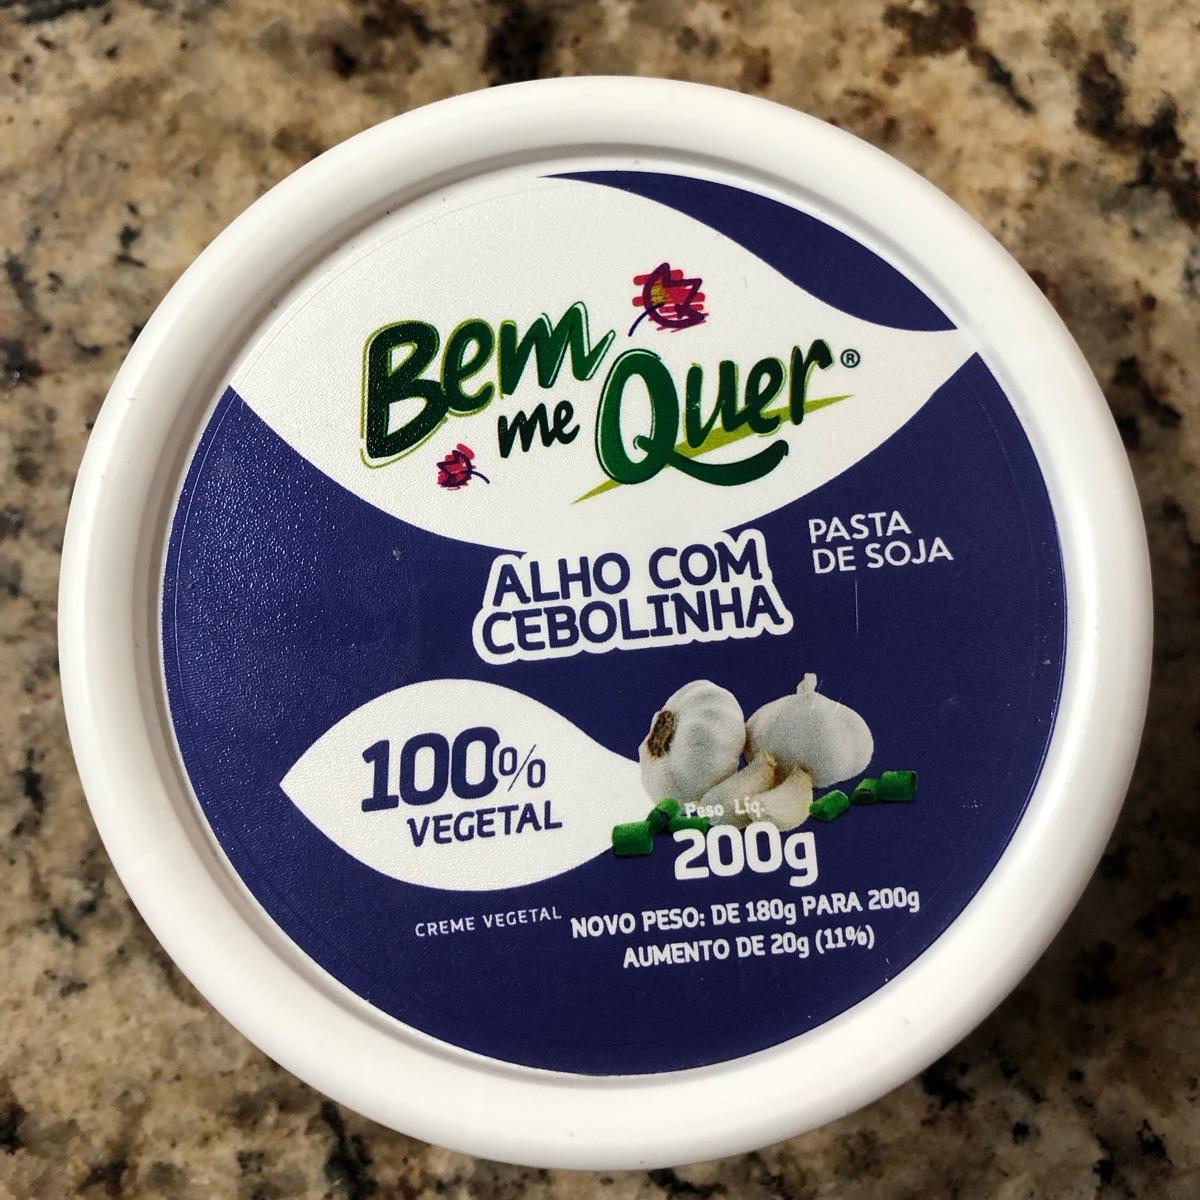 Bem
me Quer®
ALHO COM
CEBOLINHA
PASTA
DE SOJA
100%
VEGETAL
Peso Líq.
200g
CREME VEGETAL
NOVO PESO: DE 180g PARA 200g
AUMENTO DE 20g (11%)